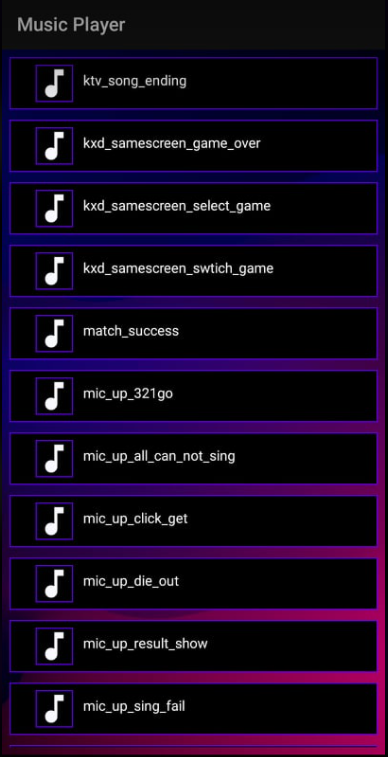 Music Player
ktv_song_ending
kxd_samescreen_game_over
kxd_samescreen_select_game
kxd_samescreen_swtich_game
match_success
mic_up_321go
mic_up_all_can_not_sing
mic_up_click_get
mic_up_die_out
mic_up_result_show
mic_up_sing_fail